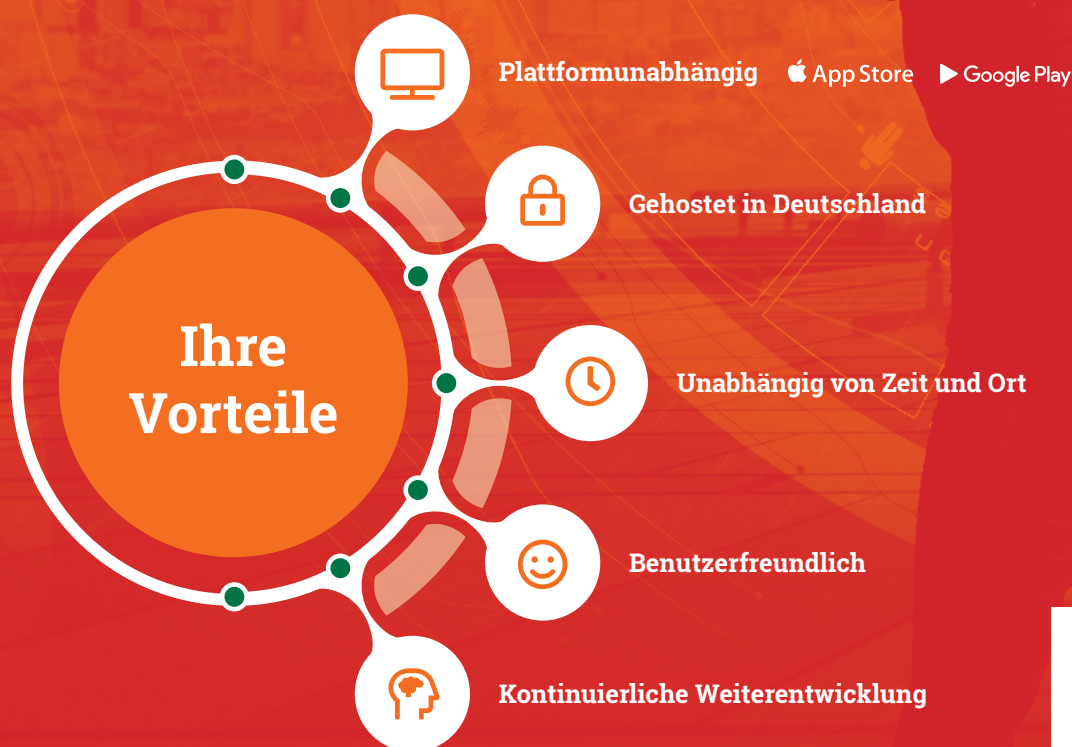 Plattformunabhängig App Store Google Play
Gehostet in Deutschland
Ihre
Vorteile
Unabhängig von Zeit und Ort
Benutzerfreundlich
Kontinuierliche Weiterentwicklung